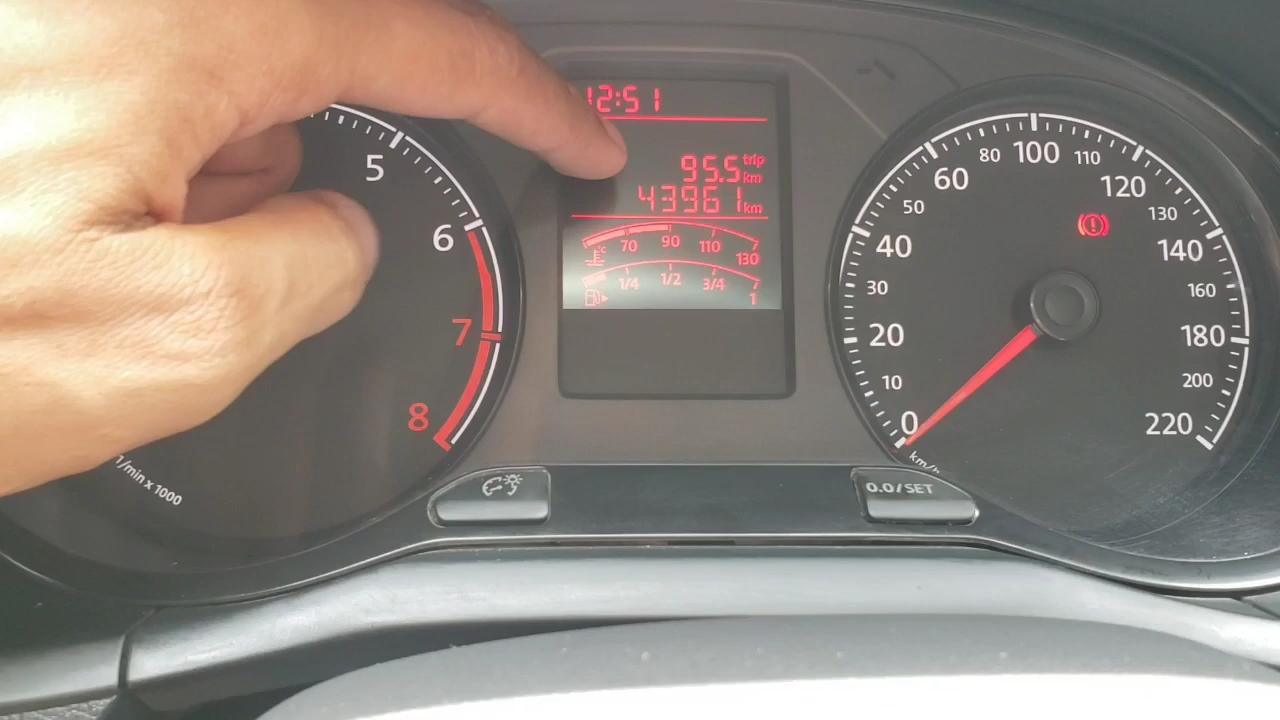 12:51
95.5 trip km
43961 km
70 90 110 130
°C
1/4 1/2 3/4 1
5
6
7
8
1/min x 1000
0 10 20 30 40 50 60 80 100 110 120 130 140 160 180 200 220
km/h
0.0/SET